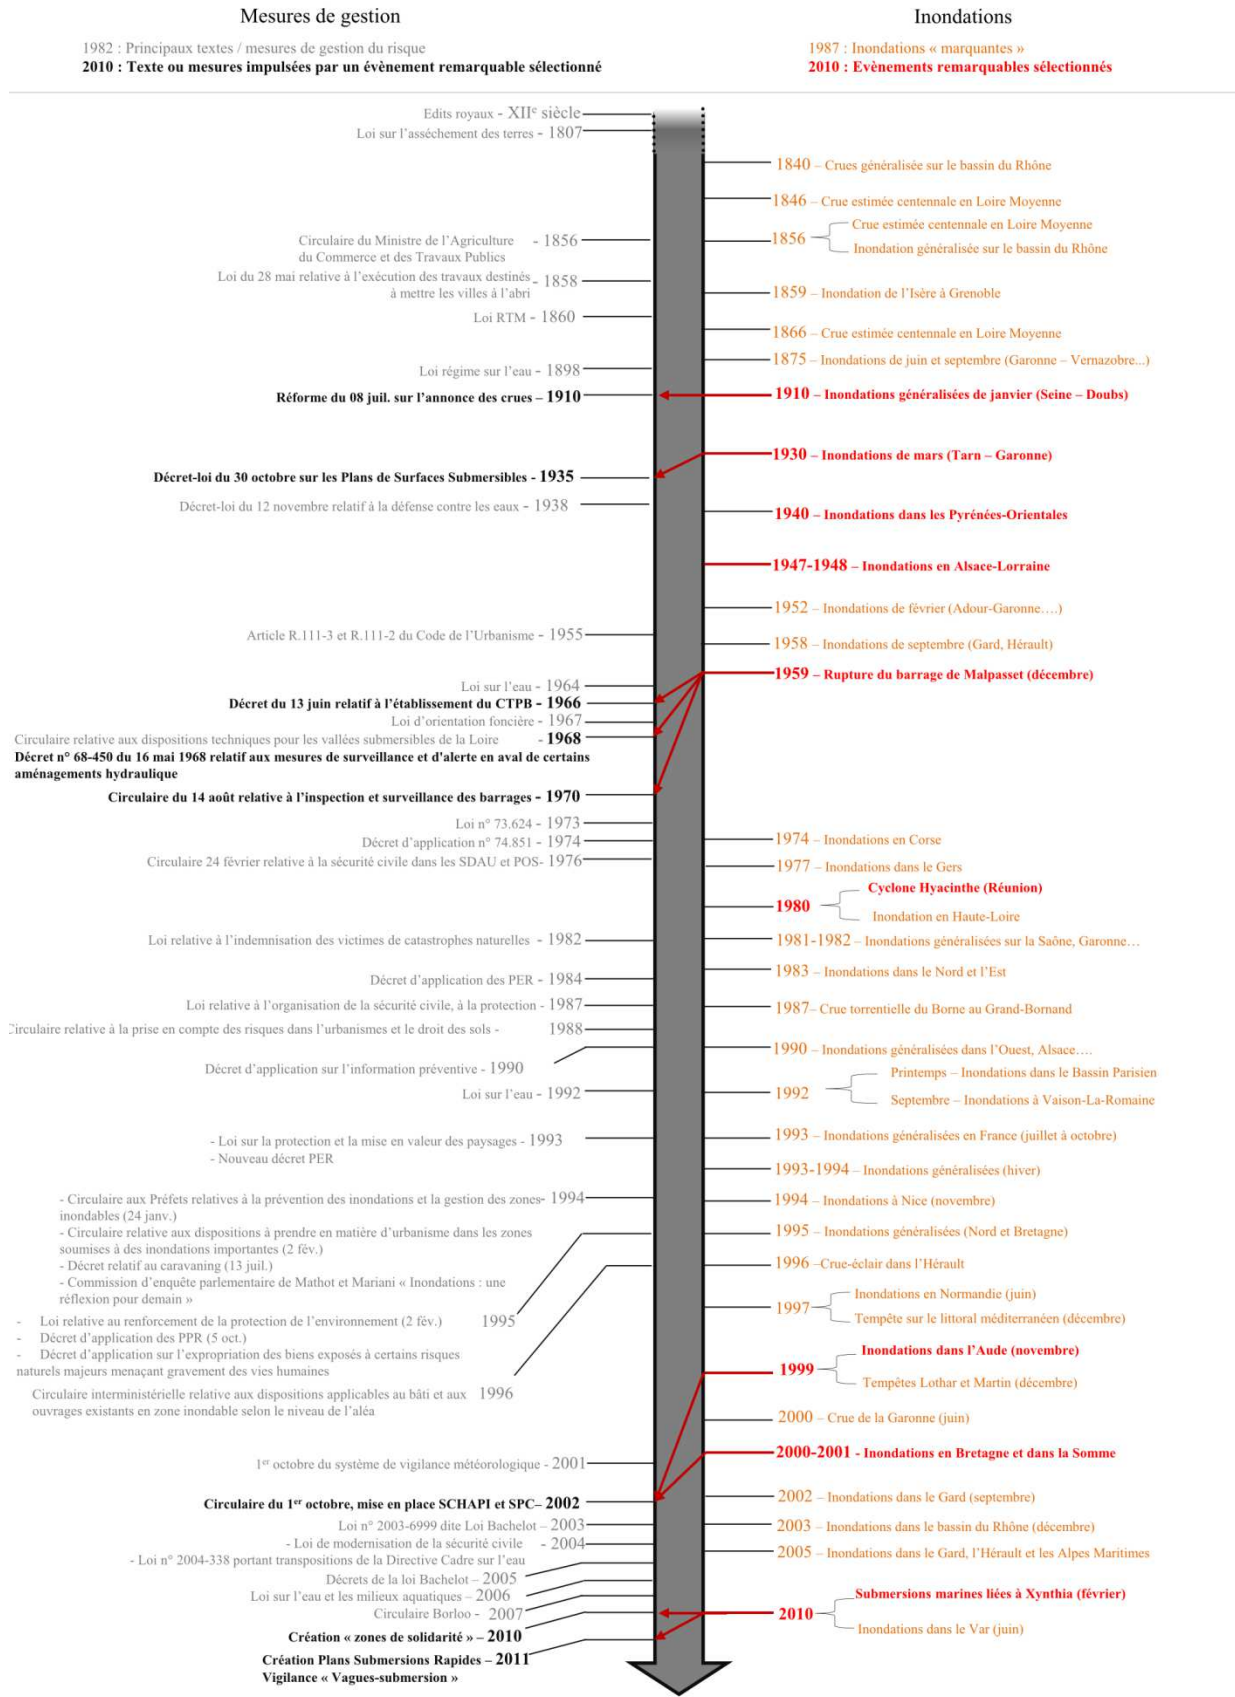 Mesures de gestion
1982 : Principaux textes / mesures de gestion du risque
2010 : Texte ou mesures impulsées par un évènement remarquable sélectionné
Edits royaux - XIIe siècle
Loi sur l'asséchement des terres - 1807
Circulaire du Ministre de l'Agriculture - 1856
du Commerce et des Travaux Publics
Loi du 28 mai relative à l'exécution des travaux destinés - 1858
à mettre les villes à l'abri
Loi RTM - 1860
Loi régime sur l'eau - 1898
Réforme du 08 juil. sur l'annonce des crues – 1910
Décret-loi du 30 octobre sur les Plans de Surfaces Submersibles - 1935
Décret-loi du 12 novembre relatif à la défense contre les eaux - 1938
Article R.111-3 et R.111-2 du Code de l'Urbanisme - 1955
Loi sur l'eau - 1964
Décret du 13 juin relatif à l'établissement du CTPB - 1966
Loi d'orientation foncière - 1967
Circulaire relative aux dispositions techniques pour les vallées submersibles de la Loire - 1968
Décret n° 68-450 du 16 mai 1968 relatif aux mesures de surveillance et d'alerte en aval de certains
aménagements hydraulique
Circulaire du 14 août relative à l'inspection et surveillance des barrages - 1970
Loi n° 73.624 - 1973
Décret d'application n° 74.851 - 1974
Circulaire 24 février relative à la sécurité civile dans les SDAU et POS- 1976
Loi relative à l'indemnisation des victimes de catastrophes naturelles - 1982
Décret d'application des PER - 1984
Loi relative à l'organisation de la sécurité civile, à la protection - 1987
Circulaire relative à la prise en compte des risques dans l'urbanismes et le droit des sols - 1988
Décret d'application sur l'information préventive - 1990
Loi sur l'eau - 1992
- Loi sur la protection et la mise en valeur des paysages - 1993
- Nouveau décret PER
- Circulaire aux Préfets relatives à la prévention des inondations et la gestion des zones- 1994
inondables (24 janv.)
- Circulaire relative aux dispositions à prendre en matière d'urbanisme dans les zones
soumises à des inondations importantes (2 fév.)
- Décret relatif au caravaning (13 juil.)
- Commission d'enquête parlementaire de Mathot et Mariani « Inondations : une
réflexion pour demain »
- Loi relative au renforcement de la protection de l'environnement (2 fév.) 1995
- Décret d'application des PPR (5 oct.)
- Décret d'application sur l'expropriation des biens exposés à certains risques
naturels majeurs menaçant gravement des vies humaines
Circulaire interministérielle relative aux dispositions applicables au bâti et aux 1996
ouvrages existants en zone inondable selon le niveau de l'aléa
1er octobre du système de vigilance météorologique - 2001
Circulaire du 1er octobre, mise en place SCHAPI et SPC– 2002
Loi n° 2003-6999 dite Loi Bachelot – 2003
- Loi de modernisation de la sécurité civile - 2004
- Loi n° 2004-338 portant transpositions de la Directive Cadre sur l'eau
Décrets de la loi Bachelot – 2005
Loi sur l'eau et les milieux aquatiques – 2006
Circulaire Borloo - 2007
Création « zones de solidarité » – 2010
Création Plans Submersions Rapides – 2011
Vigilance « Vagues-submersion »
Inondations
1987 : Inondations « marquantes »
2010 : Evènements remarquables sélectionnés
1840 – Crues généralisée sur le bassin du Rhône
1846 – Crue estimée centennale en Loire Moyenne
1856 – Crue estimée centennale en Loire Moyenne
Inondation généralisée sur le bassin du Rhône
1859 – Inondation de l'Isère à Grenoble
1866 – Crue estimée centennale en Loire Moyenne
1875 – Inondations de juin et septembre (Garonne – Vernazobre...)
1910 – Inondations généralisées de janvier (Seine – Doubs)
1930 – Inondations de mars (Tarn – Garonne)
1940 – Inondations dans les Pyrénées-Orientales
1947-1948 – Inondations en Alsace-Lorraine
1952 – Inondations de février (Adour-Garonne….)
1958 – Inondations de septembre (Gard, Hérault)
1959 – Rupture du barrage de Malpasset (décembre)
1974 – Inondations en Corse
1977 – Inondations dans le Gers
1980
Cyclone Hyacinthe (Réunion)
Inondation en Haute-Loire
1981-1982 – Inondations généralisées sur la Saône, Garonne…
1983 – Inondations dans le Nord et l'Est
1987– Crue torrentielle du Borne au Grand-Bornand
1990 – Inondations généralisées dans l'Ouest, Alsace….
1992
Printemps – Inondations dans le Bassin Parisien
Septembre – Inondations à Vaison-La-Romaine
1993 – Inondations généralisées en France (juillet à octobre)
1993-1994 – Inondations généralisées (hiver)
1994 – Inondations à Nice (novembre)
1995 – Inondations généralisées (Nord et Bretagne)
1996 –Crue-éclair dans l'Hérault
1997
Inondations en Normandie (juin)
Tempête sur le littoral méditerranéen (décembre)
1999
Inondations dans l'Aude (novembre)
Tempêtes Lothar et Martin (décembre)
2000 – Crue de la Garonne (juin)
2000-2001 - Inondations en Bretagne et dans la Somme
2002 – Inondations dans le Gard (septembre)
2003 – Inondations dans le bassin du Rhône (décembre)
2005 – Inondations dans le Gard, l'Hérault et les Alpes Maritimes
2010
Submersions marines liées à Xynthia (février)
Inondations dans le Var (juin)